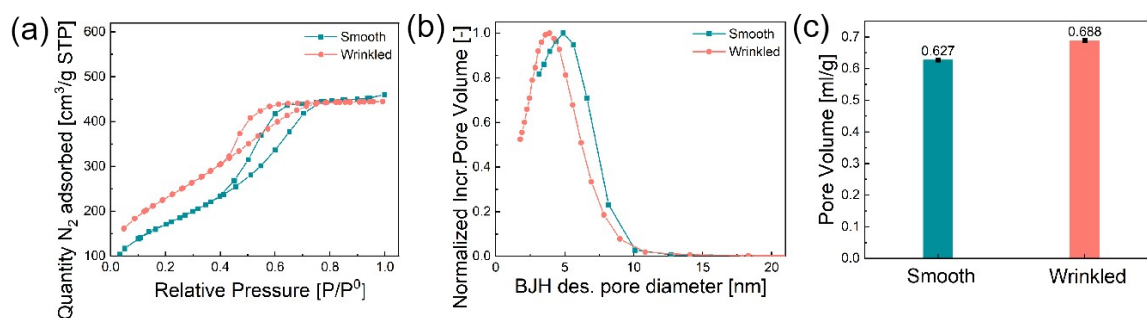 (a)
Quantity N2 adsorbed [cm³/g STP]
600
500
400
300
200
100
Smooth
Wrinkled
0.0 0.2 0.4 0.6 0.8 1.0
Relative Pressure [P/P⁰]
(b)
Normalized Incr.Pore Volume [-]
1.0
0.8
0.6
0.4
0.2
0
Smooth
Wrinkled
0 5 10 15 20
BJH des. pore diameter [nm]
(c)
Pore Volume [ml/g]
0.7
0.6
0.5
0.4
0.3
0.2
0.1
0.0
0.627
0.688
Smooth Wrinkled